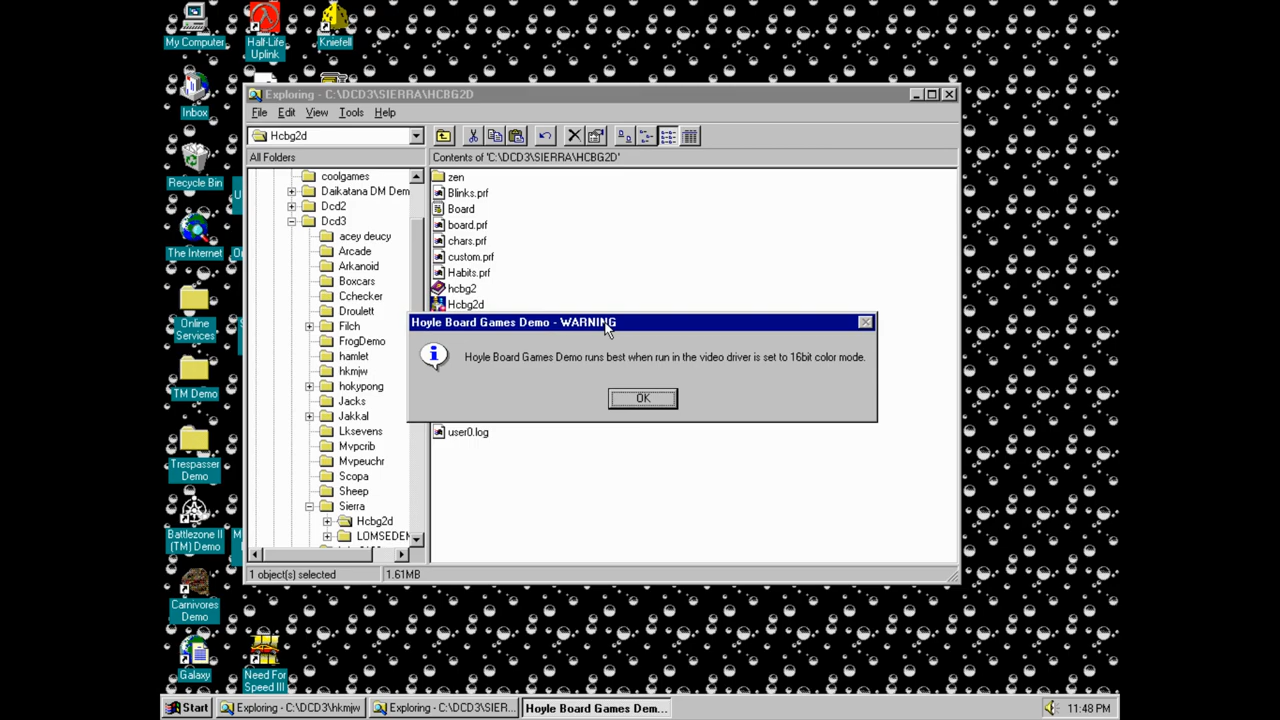 My Computer
Half-Life
Uplink
Kniefell
Inbox
Recycle Bin
The Internet
Online
Services
TM Demo
Trespasser
Demo
Battlezone II
(TM) Demo
Carnivores
Demo
Galaxy
Need For
Speed III
Exploring - C:\DCD3\SIERRA\HCBG2D
File Edit View Tools Help
Hcbg2d
All Folders
Contents of 'C:\DCD3\SIERRA\HCBG2D'
coolgames
Daikatana DM Dem
Dcd2
Dcd3
acey deucy
Arcade
Arkanoid
Boxcars
Cchecker
Droulett
Filch
FrogDemo
hamlet
hkmjw
hokypong
Jacks
Jakkal
Lksevens
Mvpcrib
Mvpeuchr
Scopa
Sheep
Sierra
Hcbg2d
LOMSEDEM
zen
Blinks.prf
Board
board.prf
chars.prf
custom.prf
Habits.prf
hcbg2
Hcbg2d
user0.log
Hoyle Board Games Demo - WARNING
Hoyle Board Games Demo runs best when run in the video driver is set to 16bit color mode.
OK
1 object(s) selected
1.61MB
Start
Exploring - C:\DCD3\hkmjw
Exploring - C:\DCD3\SIER...
Hoyle Board Games Dem...
11:48 PM